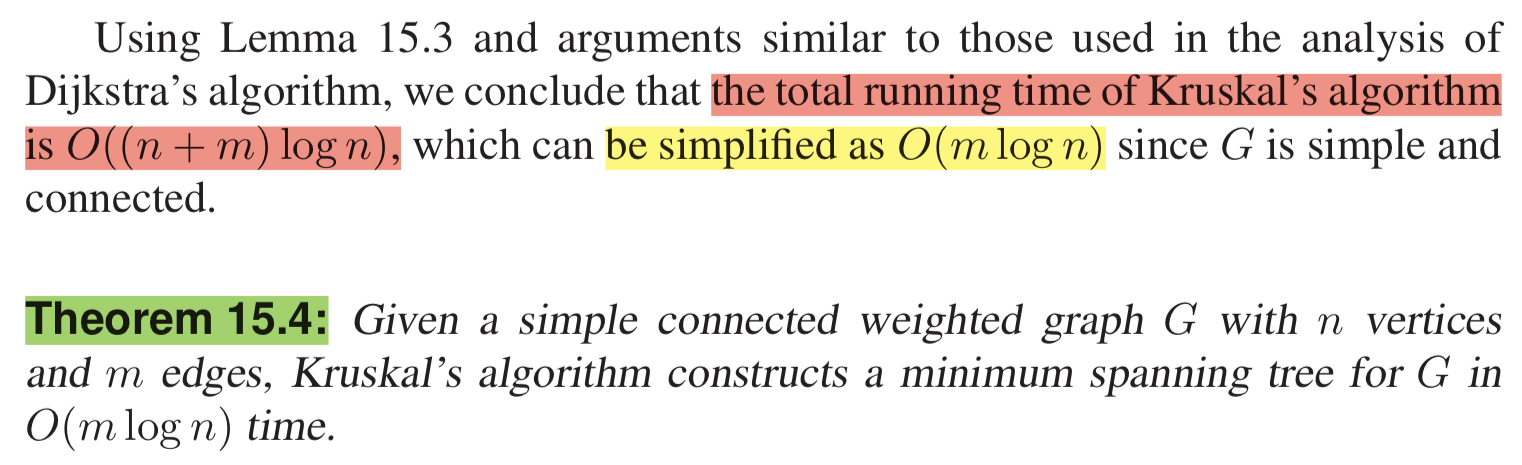 Using Lemma 15.3 and arguments similar to those used in the analysis of
Dijkstra’s algorithm, we conclude that the total running time of Kruskal’s algorithm
is O((n + m) log n), which can be simplified as O(m log n) since G is simple and
connected.
Theorem 15.4: Given a simple connected weighted graph G with n vertices
and m edges, Kruskal’s algorithm constructs a minimum spanning tree for G in
O(m log n) time.